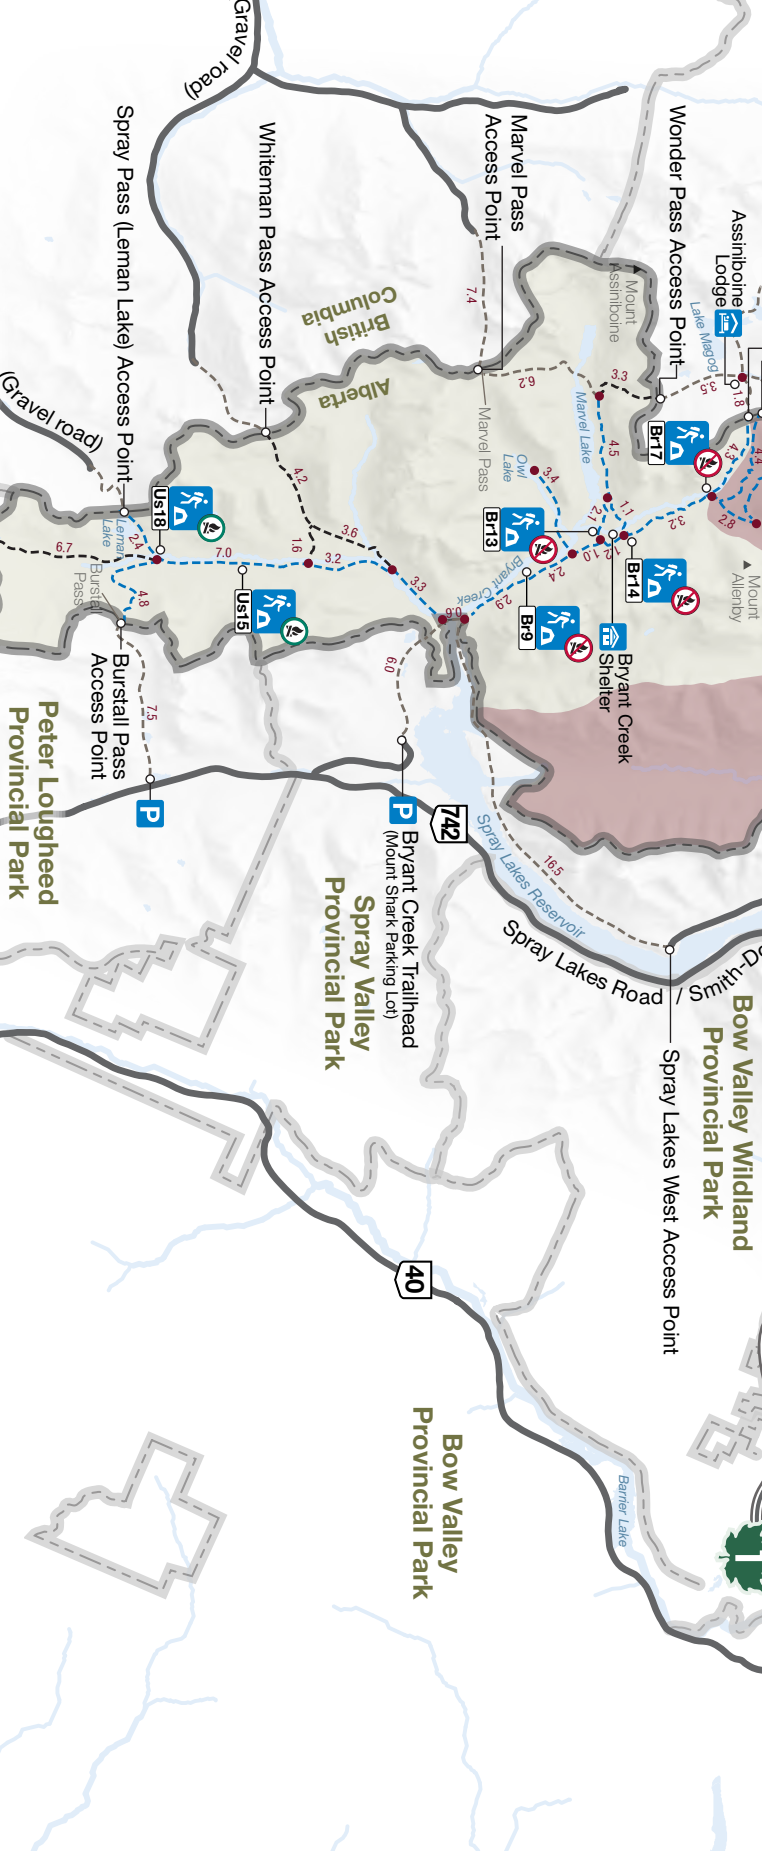 Gravel road)
Spray Pass (Leman Lake) Access Point
Whiteman Pass Access Point
Marvel Pass
Access Point
Wonder Pass Access Point
Assiniboine
Lodge
Mount
Assiniboine
Lake Magog
3.5
1.8
7.4
British
Columbia
Alberta
6.2
3.3
Marvel Pass
Marvel Lake
4.5
Owl
Lake
3.4
Br17
4.3
4.4
2.8
3.2
1.1
2.1
1.0
1.2
Br13
Br14
Mount
Allenby
2.4
Bryant Creek
2.9
Br9
Bryant Creek
Shelter
(Gravel road)
4.2
3.6
1.6
3.2
3.3
0.6
Us18
Leman
Lake
2.4
7.0
6.7
Us15
Burstall
Pass
4.8
Burstall Pass
Access Point
7.5
6.0
P
P
Bryant Creek Trailhead
(Mount Shark Parking Lot)
742
Spray Lakes Reservoir
16.5
Spray Lakes Road / Smith-Do
Spray Lakes West Access Point
Peter Lougheed
Provincial Park
Spray Valley
Provincial Park
Bow Valley Wildland
Provincial Park
40
Bow Valley
Provincial Park
Barrier Lake
1